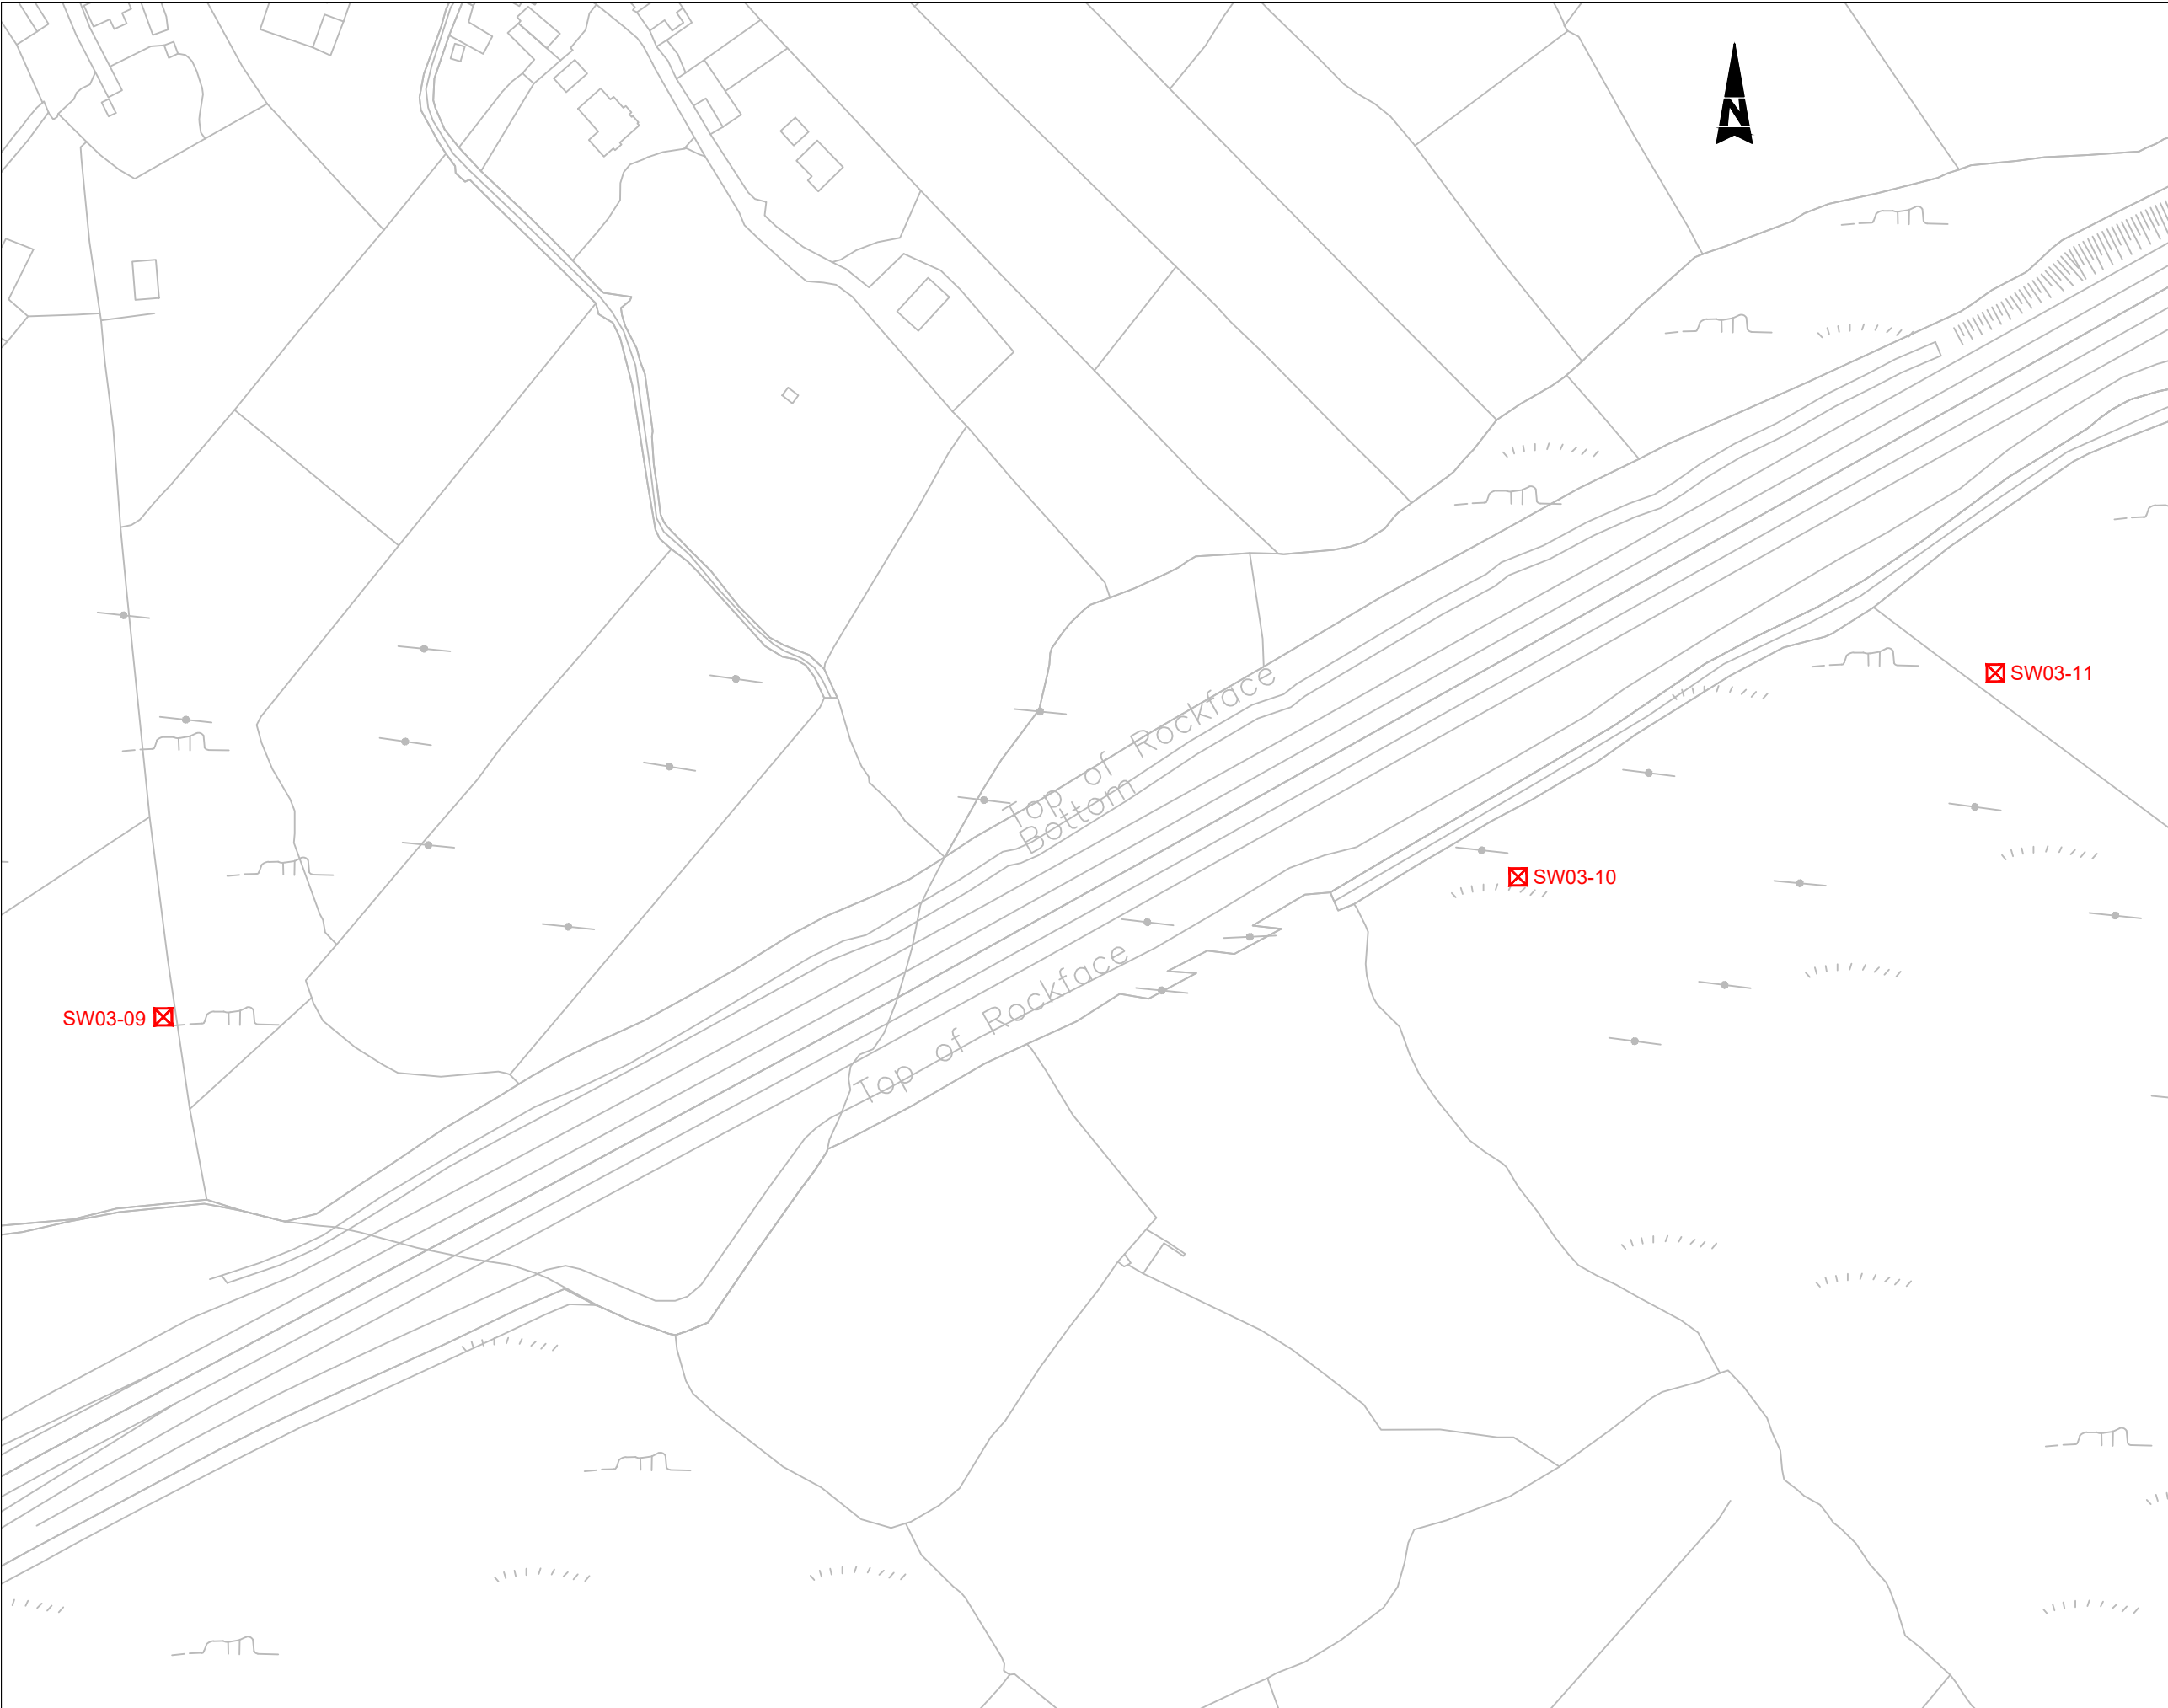 N
Top of Rockface
Bottom
SW03-11
SW03-10
Top of Rockface
SW03-09